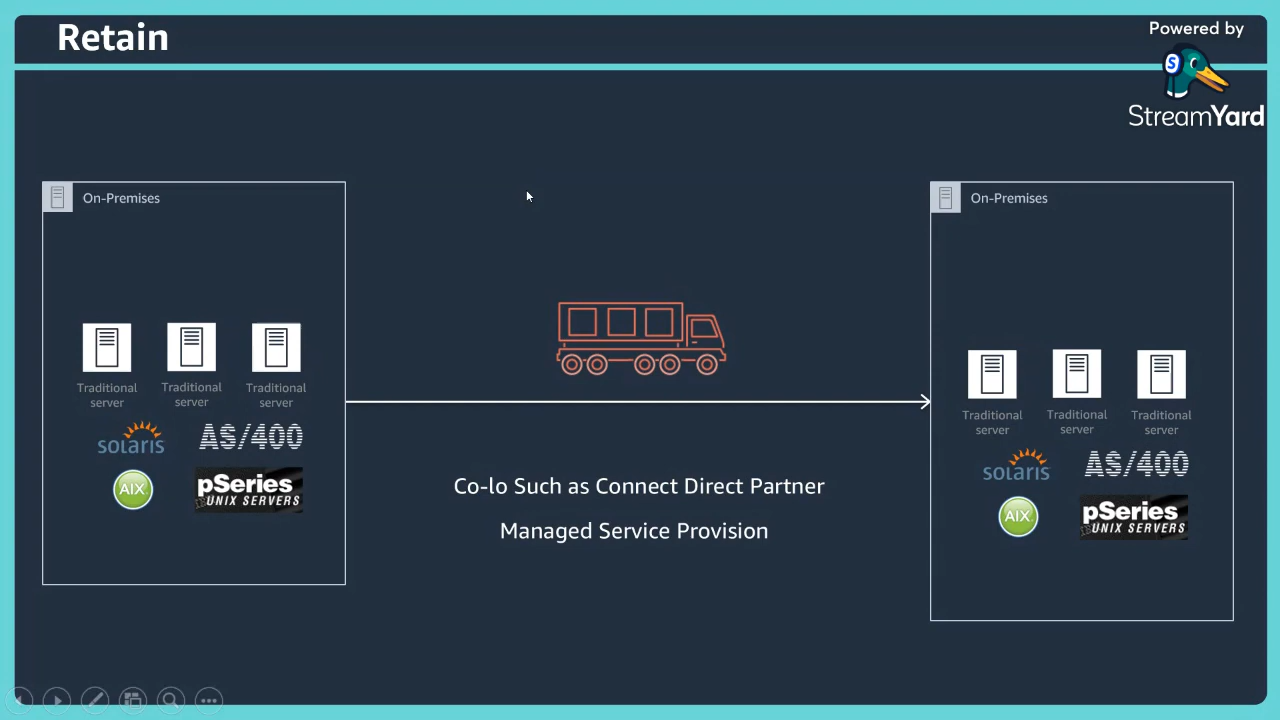 Retain
Powered by
S
StreamYard
On-Premises
On-Premises
Traditional
server
Traditional
server
Traditional
server
solaris
AS/400
AIX
pSeries
UNIX SERVERS
Co-lo Such as Connect Direct Partner
Managed Service Provision
Traditional
server
Traditional
server
Traditional
server
solaris
AS/400
AIX
pSeries
UNIX SERVERS